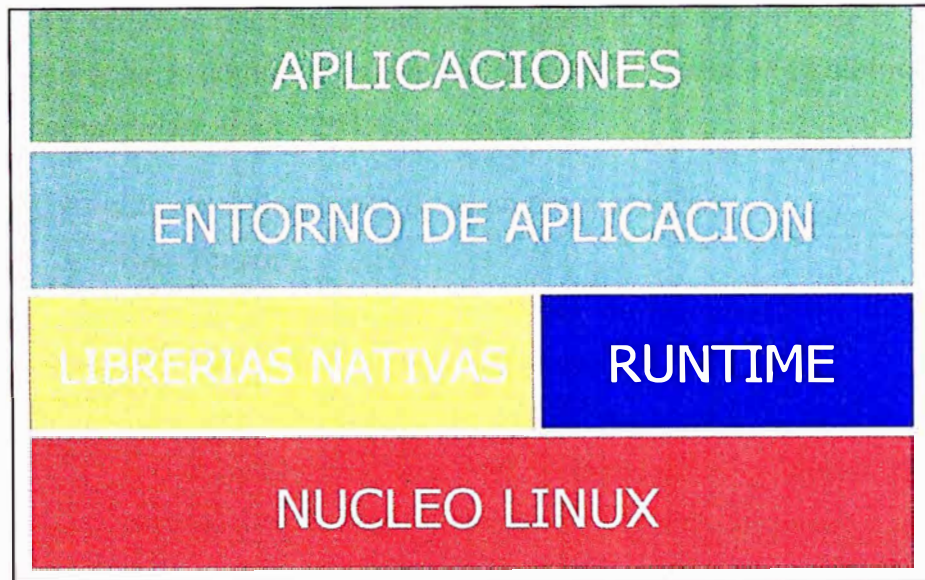 APLICACIONES
ENTORNO DE APLICACION
LIBRERIAS NATIVAS
RUNTIME
NUCLEO LINUX